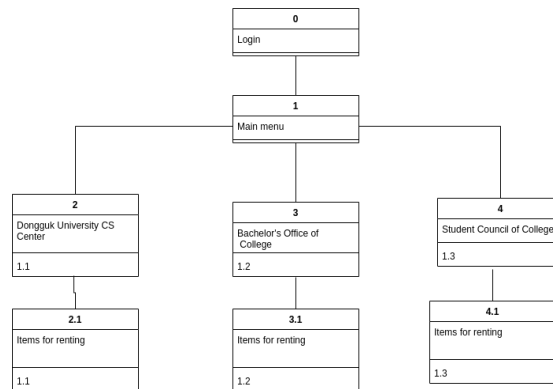 0
Login
1
Main menu
2
Dongguk University CS
Center
1.1
3
Bachelor's Office of
College
1.2
4
Student Council of College
1.3
2.1
Items for renting
1.1
3.1
Items for renting
1.2
4.1
Items for renting
1.3